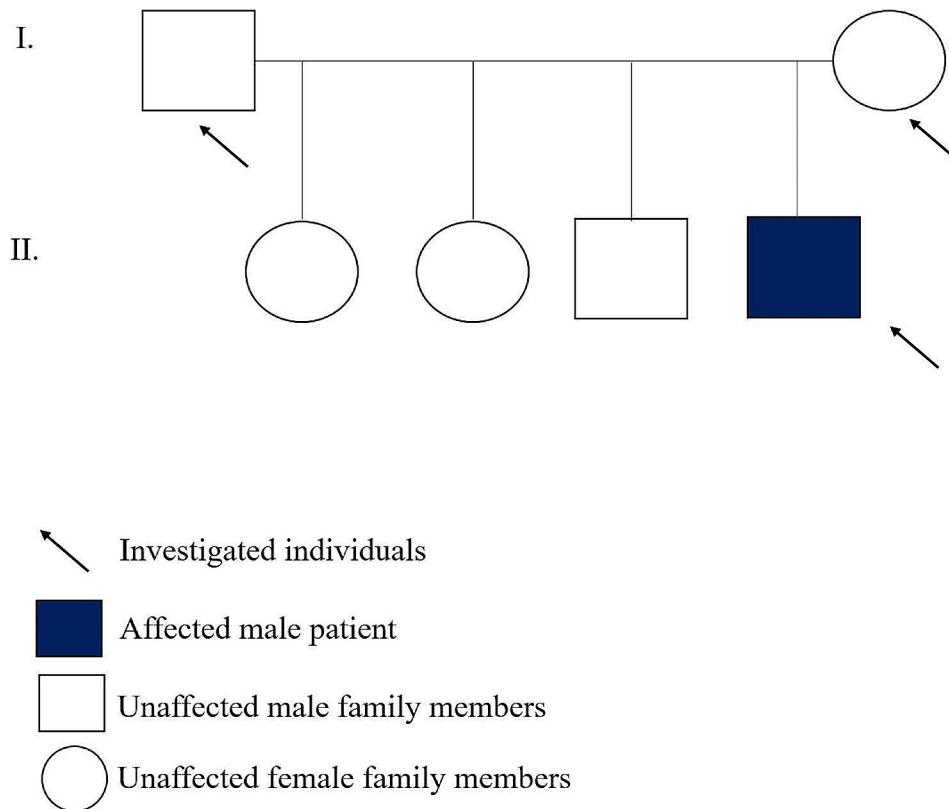 I.
II.
Investigated individuals
Affected male patient
Unaffected male family members
Unaffected female family members